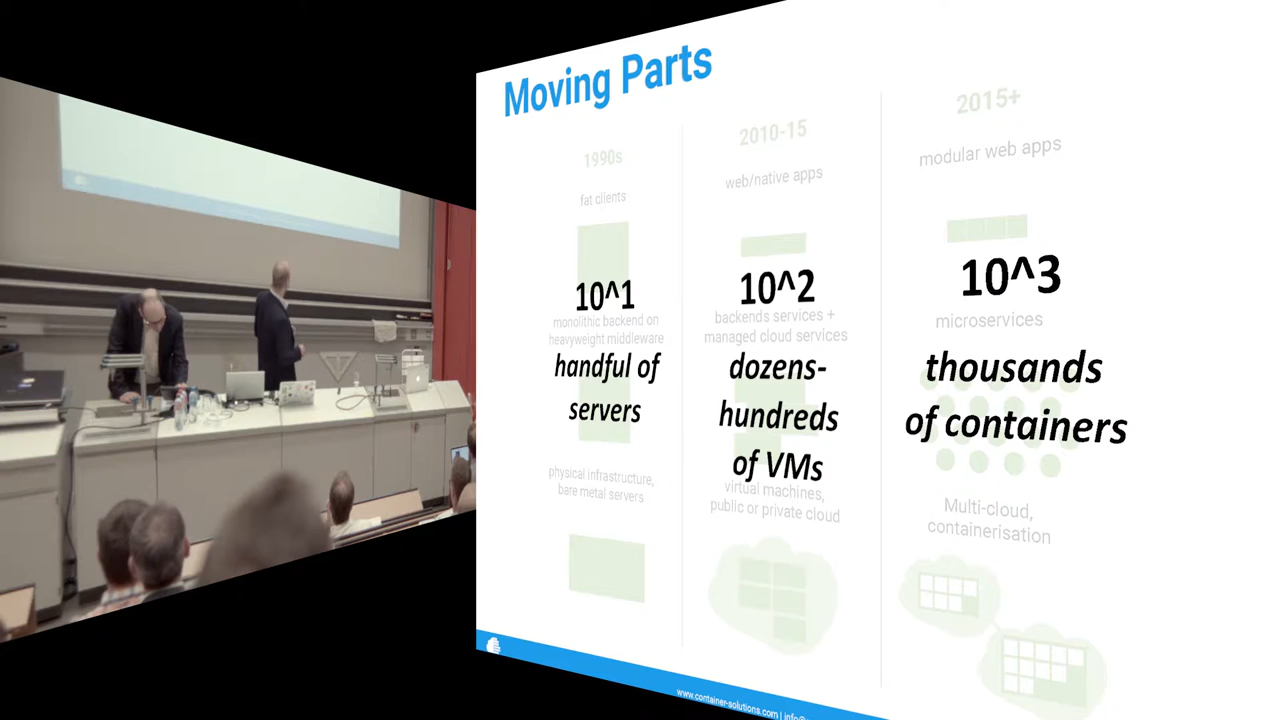 Moving Parts
1990s
fat clients
10^1
monolithic backend on
heavyweight middleware
handful of
servers
physical infrastructure,
bare metal servers
2010-15
web/native apps
10^2
backends services +
managed cloud services
dozens-
hundreds
of VMs
virtual machines,
public or private cloud
2015+
modular web apps
10^3
microservices
thousands
of containers
Multi-cloud,
containerisation
www.container-solutions.com |